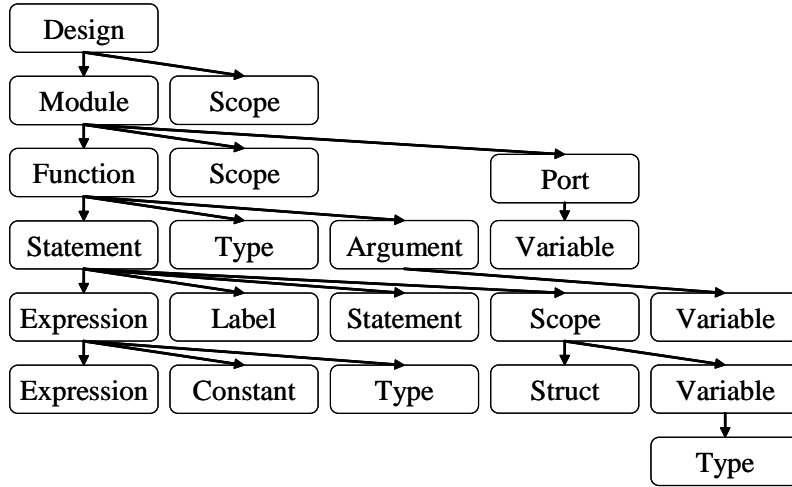 Design
Module Scope
Function Scope Port
Statement Type Argument Variable
Expression Label Statement Scope Variable
Expression Constant Type Struct Variable
Type